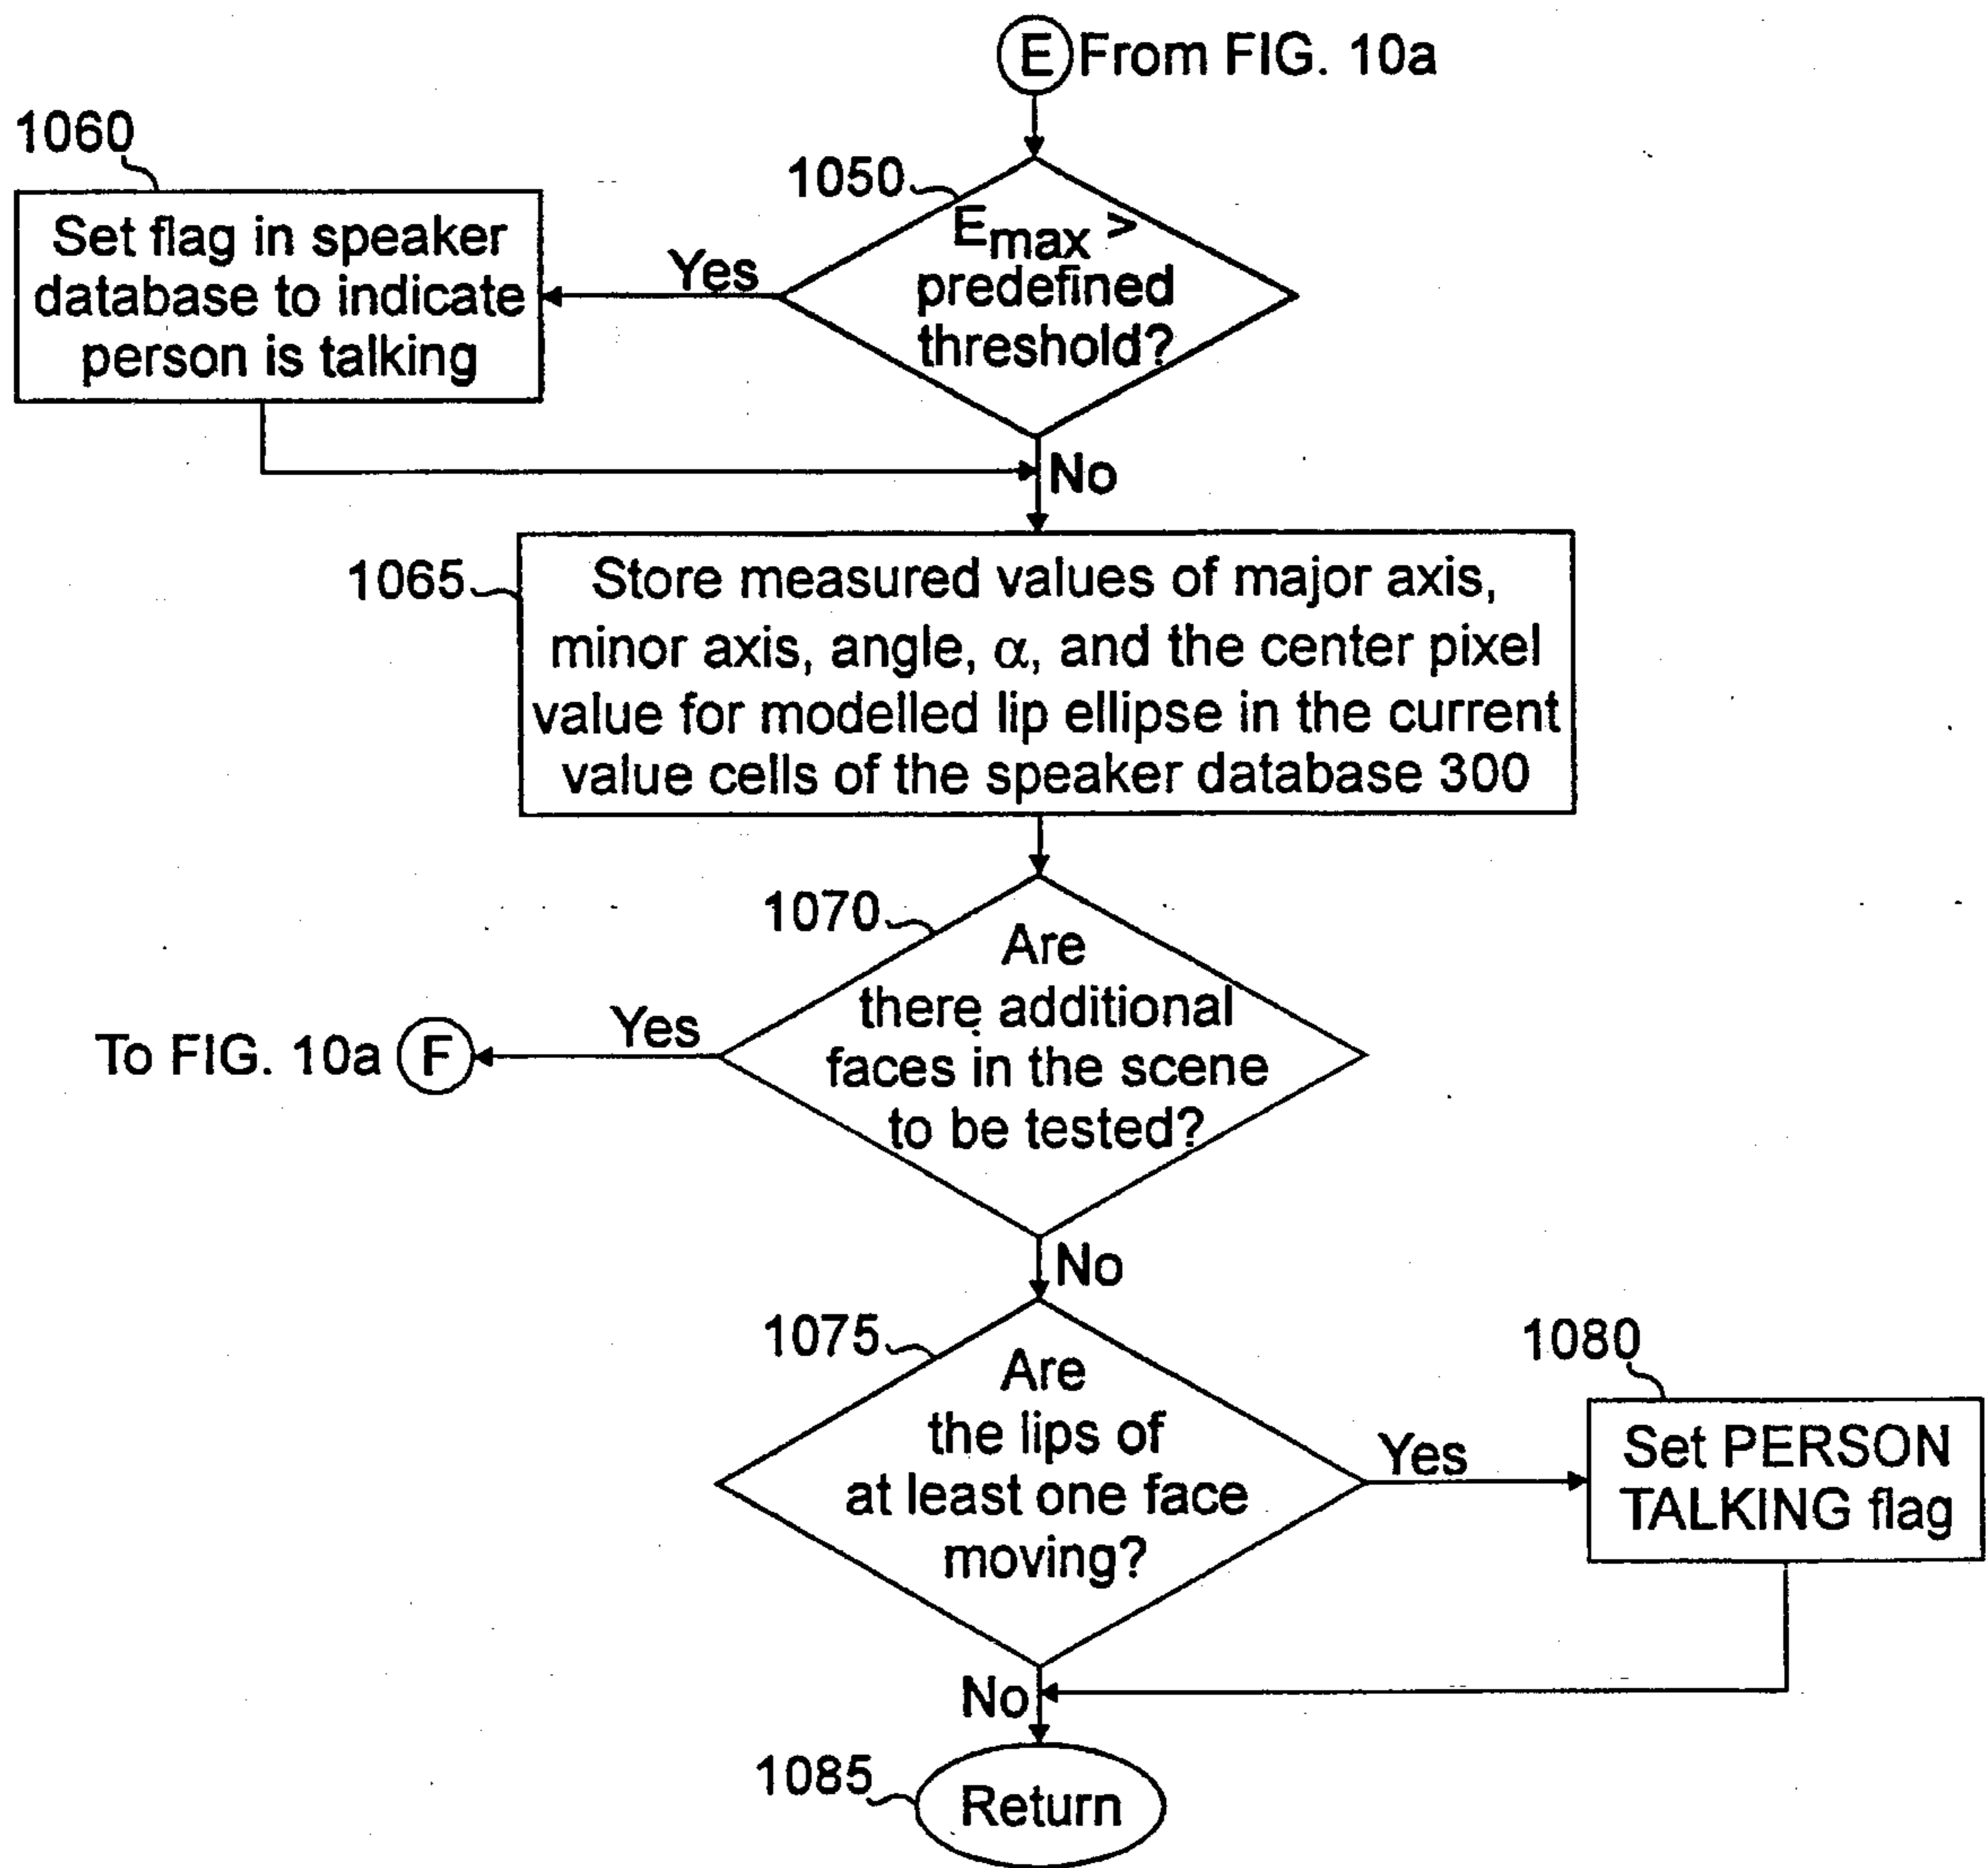 E From FIG. 10a
1060
1050
Set flag in speaker
database to indicate
person is talking
Yes
Emax >
predefined
threshold?
No
1065
Store measured values of major axis,
minor axis, angle, α, and the center pixel
value for modelled lip ellipse in the current
value cells of the speaker database 300
1070
Are
there additional
faces in the scene
to be tested?
Yes
To FIG. 10a F
No
1075
Are
the lips of
at least one face
moving?
Yes
1080
Set PERSON
TALKING flag
No
1085
Return